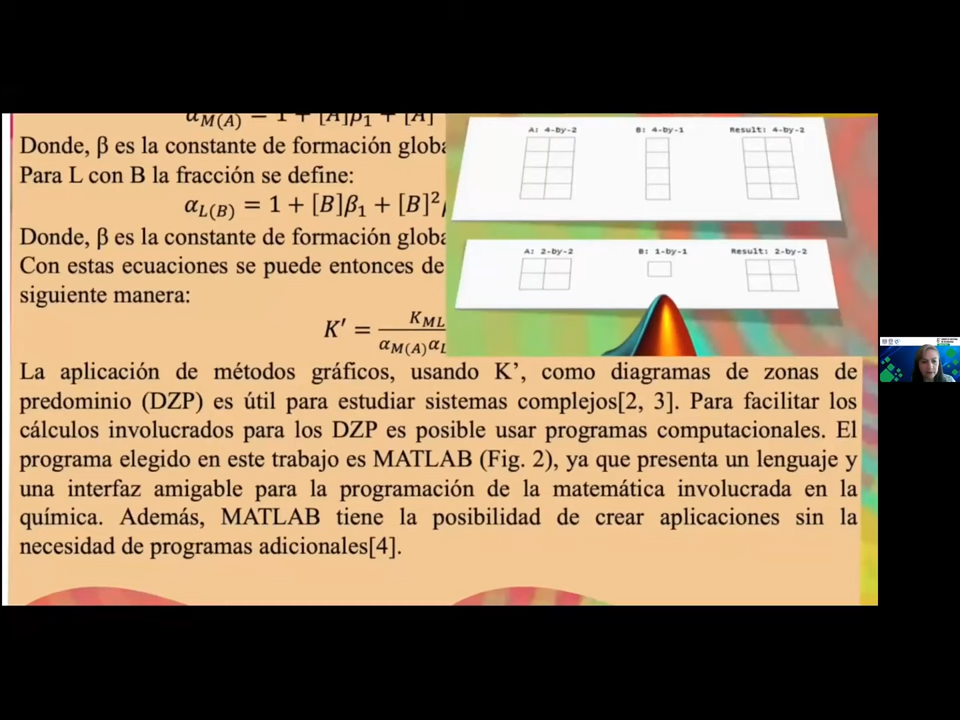 α_M(A) = 1 + [A]β_1 + [A]
Donde, β es la constante de formación globa
Para L con B la fracción se define:
α_L(B) = 1 + [B]β_1 + [B]^2
Donde, β es la constante de formación globa
Con estas ecuaciones se puede entonces de
siguiente manera:
K' = K_ML / α_M(A)α_L
A: 4-by-2 B: 4-by-1 Result: 4-by-2
A: 2-by-2 B: 1-by-1 Result: 2-by-2
La aplicación de métodos gráficos, usando K’, como diagramas de zonas de
predominio (DZP) es útil para estudiar sistemas complejos[2, 3]. Para facilitar los
cálculos involucrados para los DZP es posible usar programas computacionales. El
programa elegido en este trabajo es MATLAB (Fig. 2), ya que presenta un lenguaje y
una interfaz amigable para la programación de la matemática involucrada en la
química. Además, MATLAB tiene la posibilidad de crear aplicaciones sin la
necesidad de programas adicionales[4].